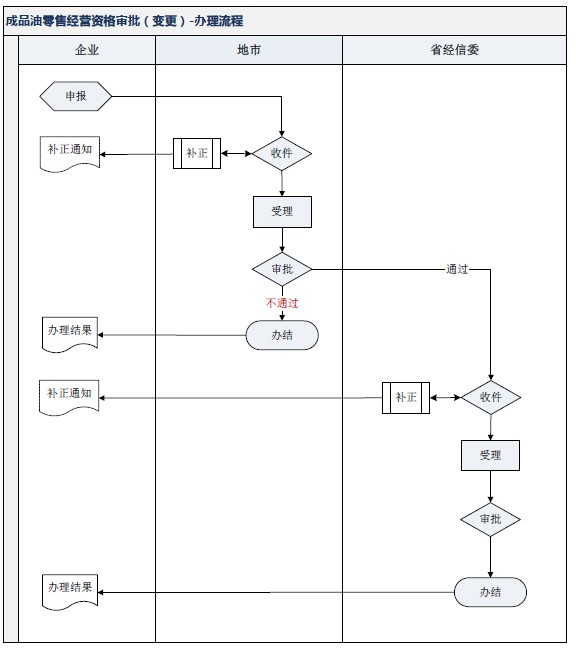 成品油零售经营资格审批（变更）-办理流程
企业
地市
省经信委
申报
补正通知
补正
收件
受理
审批
通过
不通过
办理结果
办结
补正通知
补正
收件
受理
审批
办理结果
办结